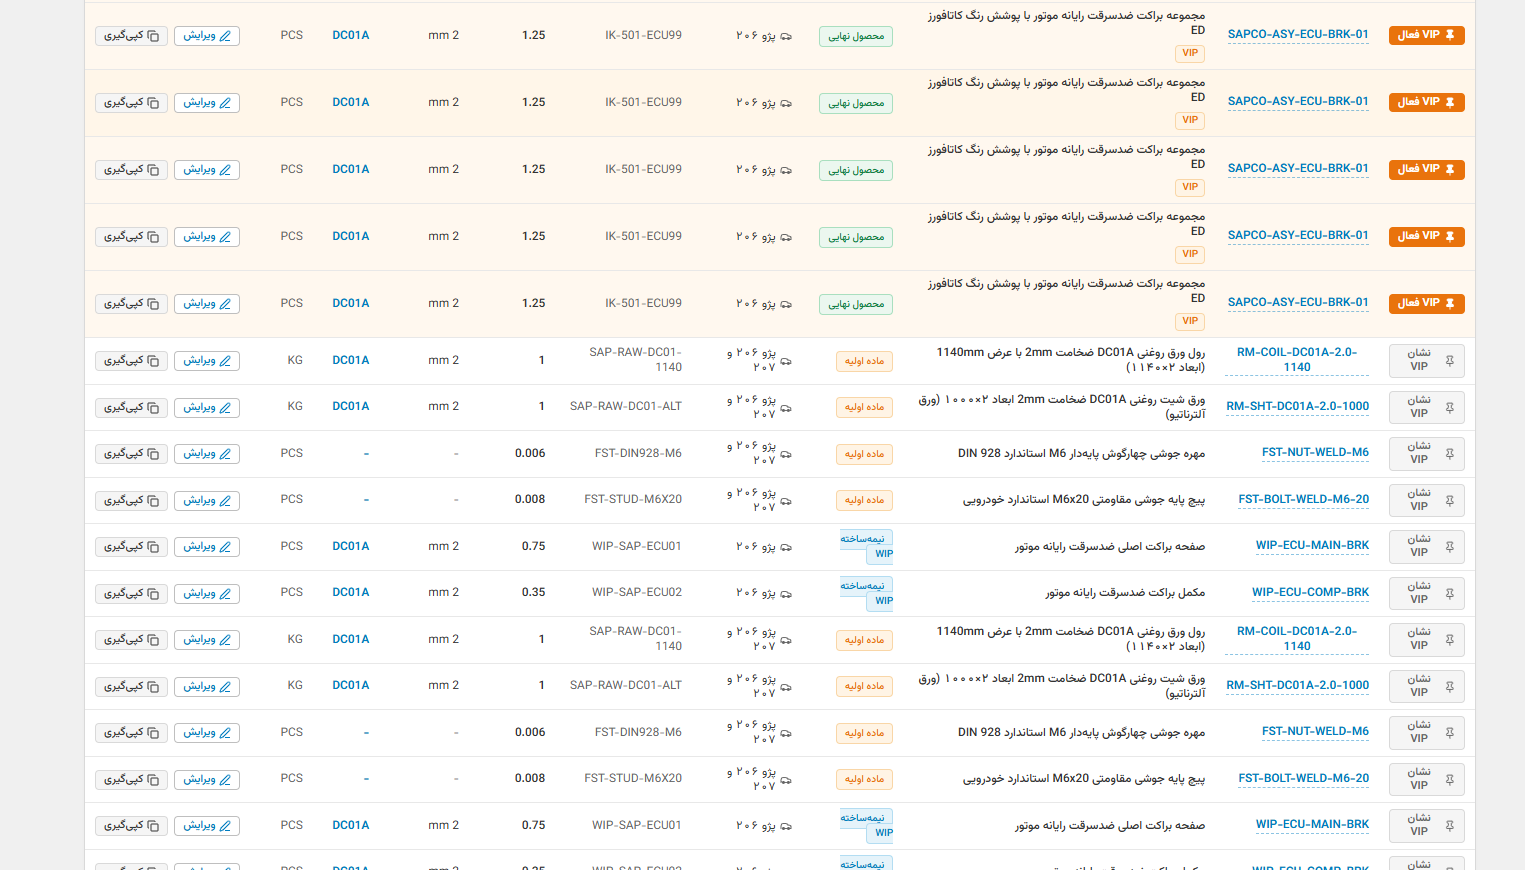 VIP فعال SAPCO-ASY-ECU-BRK-01 مجموعه براکت ضدسرقت رایانه موتور با پوشش رنگ کاتافورز ED VIP محصول نهایی پژو ۲۰۶ IK-501-ECU99 1.25 2 mm DC01A PCS ویرایش کپی‌گیری
VIP فعال SAPCO-ASY-ECU-BRK-01 مجموعه براکت ضدسرقت رایانه موتور با پوشش رنگ کاتافورز ED VIP محصول نهایی پژو ۲۰۶ IK-501-ECU99 1.25 2 mm DC01A PCS ویرایش کپی‌گیری
VIP فعال SAPCO-ASY-ECU-BRK-01 مجموعه براکت ضدسرقت رایانه موتور با پوشش رنگ کاتافورز ED VIP محصول نهایی پژو ۲۰۶ IK-501-ECU99 1.25 2 mm DC01A PCS ویرایش کپی‌گیری
VIP فعال SAPCO-ASY-ECU-BRK-01 مجموعه براکت ضدسرقت رایانه موتور با پوشش رنگ کاتافورز ED VIP محصول نهایی پژو ۲۰۶ IK-501-ECU99 1.25 2 mm DC01A PCS ویرایش کپی‌گیری
VIP فعال SAPCO-ASY-ECU-BRK-01 مجموعه براکت ضدسرقت رایانه موتور با پوشش رنگ کاتافورز ED VIP محصول نهایی پژو ۲۰۶ IK-501-ECU99 1.25 2 mm DC01A PCS ویرایش کپی‌گیری
نشان VIP RM-COIL-DC01A-2.0-1140 رول ورق روغنی DC01A ضخامت 2mm با عرض 1140mm (ابعاد ۲×۱۱۴۰) ماده اولیه پژو ۲۰۶ و ۲۰۷ SAP-RAW-DC01-1140 1 2 mm DC01A KG ویرایش کپی‌گیری
نشان VIP RM-SHT-DC01A-2.0-1000 ورق شیت روغنی DC01A ضخامت 2mm ابعاد ۲×۱۰۰۰ (ورق آلترناتیو) ماده اولیه پژو ۲۰۶ و ۲۰۷ SAP-RAW-DC01-ALT 1 2 mm DC01A KG ویرایش کپی‌گیری
نشان VIP FST-NUT-WELD-M6 مهره جوشی چهارگوش پایه‌دار M6 استاندارد DIN 928 ماده اولیه پژو ۲۰۶ و ۲۰۷ FST-DIN928-M6 0.006 - - PCS ویرایش کپی‌گیری
نشان VIP FST-BOLT-WELD-M6-20 پیچ پایه جوشی مقاومتی M6x20 استاندارد خودرویی ماده اولیه پژو ۲۰۶ و ۲۰۷ FST-STUD-M6X20 0.008 - - PCS ویرایش کپی‌گیری
نشان VIP WIP-ECU-MAIN-BRK صفحه براکت اصلی ضدسرقت رایانه موتور نیمه‌ساخته WIP پژو ۲۰۶ WIP-SAP-ECU01 0.75 2 mm DC01A PCS ویرایش کپی‌گیری
نشان VIP WIP-ECU-COMP-BRK مکمل براکت ضدسرقت رایانه موتور نیمه‌ساخته WIP پژو ۲۰۶ WIP-SAP-ECU02 0.35 2 mm DC01A PCS ویرایش کپی‌گیری
نشان VIP RM-COIL-DC01A-2.0-1140 رول ورق روغنی DC01A ضخامت 2mm با عرض 1140mm (ابعاد ۲×۱۱۴۰) ماده اولیه پژو ۲۰۶ و ۲۰۷ SAP-RAW-DC01-1140 1 2 mm DC01A KG ویرایش کپی‌گیری
نشان VIP RM-SHT-DC01A-2.0-1000 ورق شیت روغنی DC01A ضخامت 2mm ابعاد ۲×۱۰۰۰ (ورق آلترناتیو) ماده اولیه پژو ۲۰۶ و ۲۰۷ SAP-RAW-DC01-ALT 1 2 mm DC01A KG ویرایش کپی‌گیری
نشان VIP FST-NUT-WELD-M6 مهره جوشی چهارگوش پایه‌دار M6 استاندارد DIN 928 ماده اولیه پژو ۲۰۶ و ۲۰۷ FST-DIN928-M6 0.006 - - PCS ویرایش کپی‌گیری
نشان VIP FST-BOLT-WELD-M6-20 پیچ پایه جوشی مقاومتی M6x20 استاندارد خودرویی ماده اولیه پژو ۲۰۶ و ۲۰۷ FST-STUD-M6X20 0.008 - - PCS ویرایش کپی‌گیری
نشان VIP WIP-ECU-MAIN-BRK صفحه براکت اصلی ضدسرقت رایانه موتور نیمه‌ساخته WIP پژو ۲۰۶ WIP-SAP-ECU01 0.75 2 mm DC01A PCS ویرایش کپی‌گیری
نشان نیمه‌ساخته